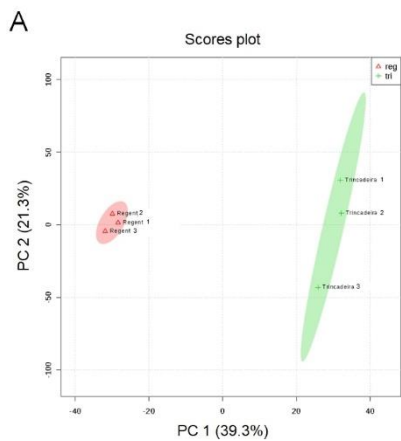 A
Scores plot
reg
tri
100
50
0
-50
-100
PC 2 (21.3%)
Regent 2
Regent 1
Regent 3
Trincadeira 1
Trincadeira 2
Trincadeira 3
-40
-20
0
20
40
PC 1 (39.3%)